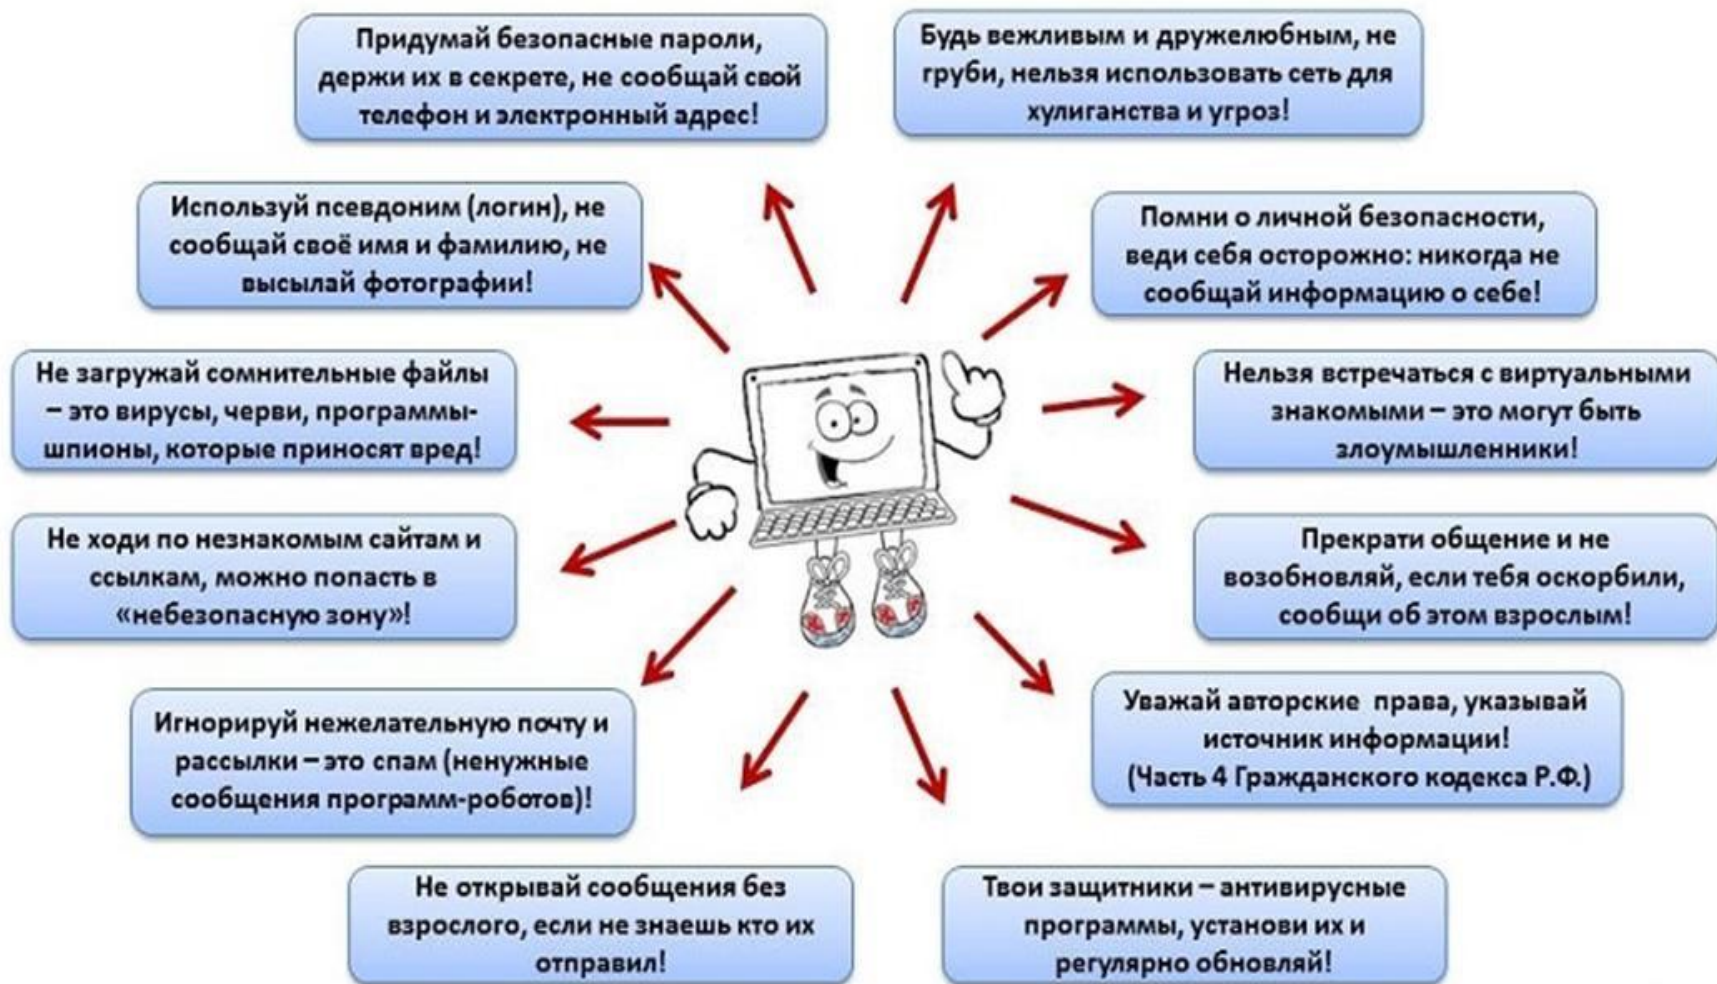 Придумай безопасные пароли,
держи их в секрете, не сообщай свой
телефон и электронный адрес!
Будь вежливым и дружелюбным, не
груби, нельзя использовать сеть для
хулиганства и угроз!
Используй псевдоним (логин), не
сообщай своё имя и фамилию, не
высылай фотографии!
Помни о личной безопасности,
веди себя осторожно: никогда не
сообщай информацию о себе!
Не загружай сомнительные файлы
– это вирусы, черви, программы-
шпионы, которые приносят вред!
Нельзя встречаться с виртуальными
знакомыми – это могут быть
злоумышленники!
Не ходи по незнакомым сайтам и
ссылкам, можно попасть в
«небезопасную зону»!
Прекрати общение и не
возобновляй, если тебя оскорбили,
сообщи об этом взрослым!
Игнорируй нежелательную почту и
рассылки – это спам (ненужные
сообщения программ-роботов)!
Уважай авторские права, указывай
источник информации!
(Часть 4 Гражданского кодекса Р.Ф.)
Не открывай сообщения без
взрослого, если не знаешь кто их
отправил!
Твои защитники – антивирусные
программы, установи их и
регулярно обновляй!